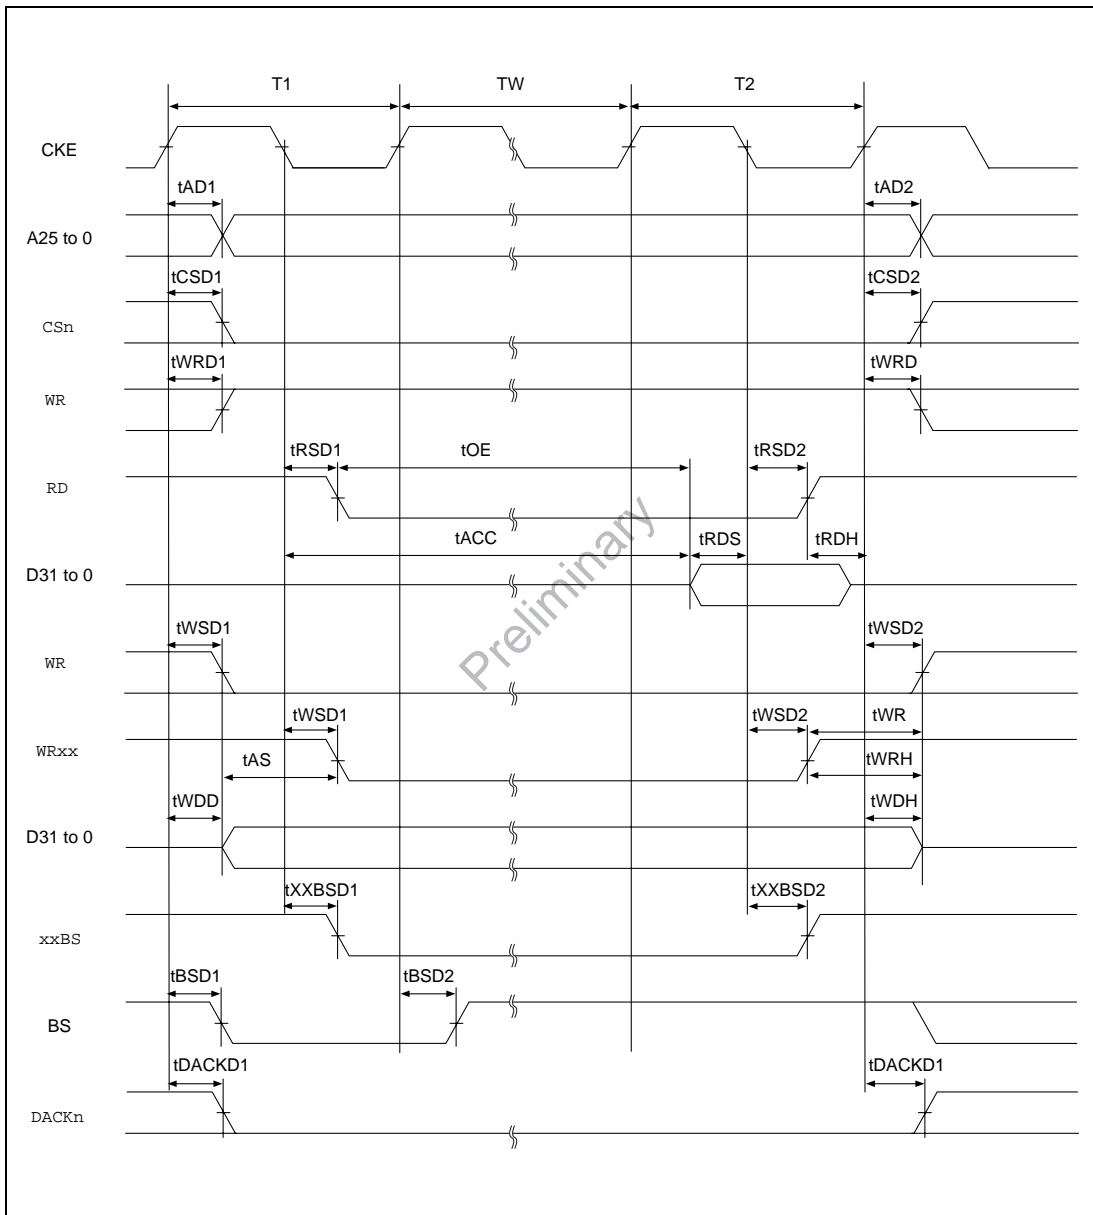 T1 TW T2
CKE
tAD1 tAD2
A25 to 0
tCSD1 tCSD2
CSn
tWRD1 tWRD
WR
tRSD1 tOE tRSD2
RD
tACC tRDS tRDH
D31 to 0
Preliminary
tWSD1 tWSD2
WR
tWSD1 tWSD2 tWR
WRxx
tAS tWRH
tWDD tWDH
D31 to 0
tXXBSD1 tXXBSD2
xxBS
tBSD1 tBSD2
BS
tDACKD1 tDACKD1
DACKn